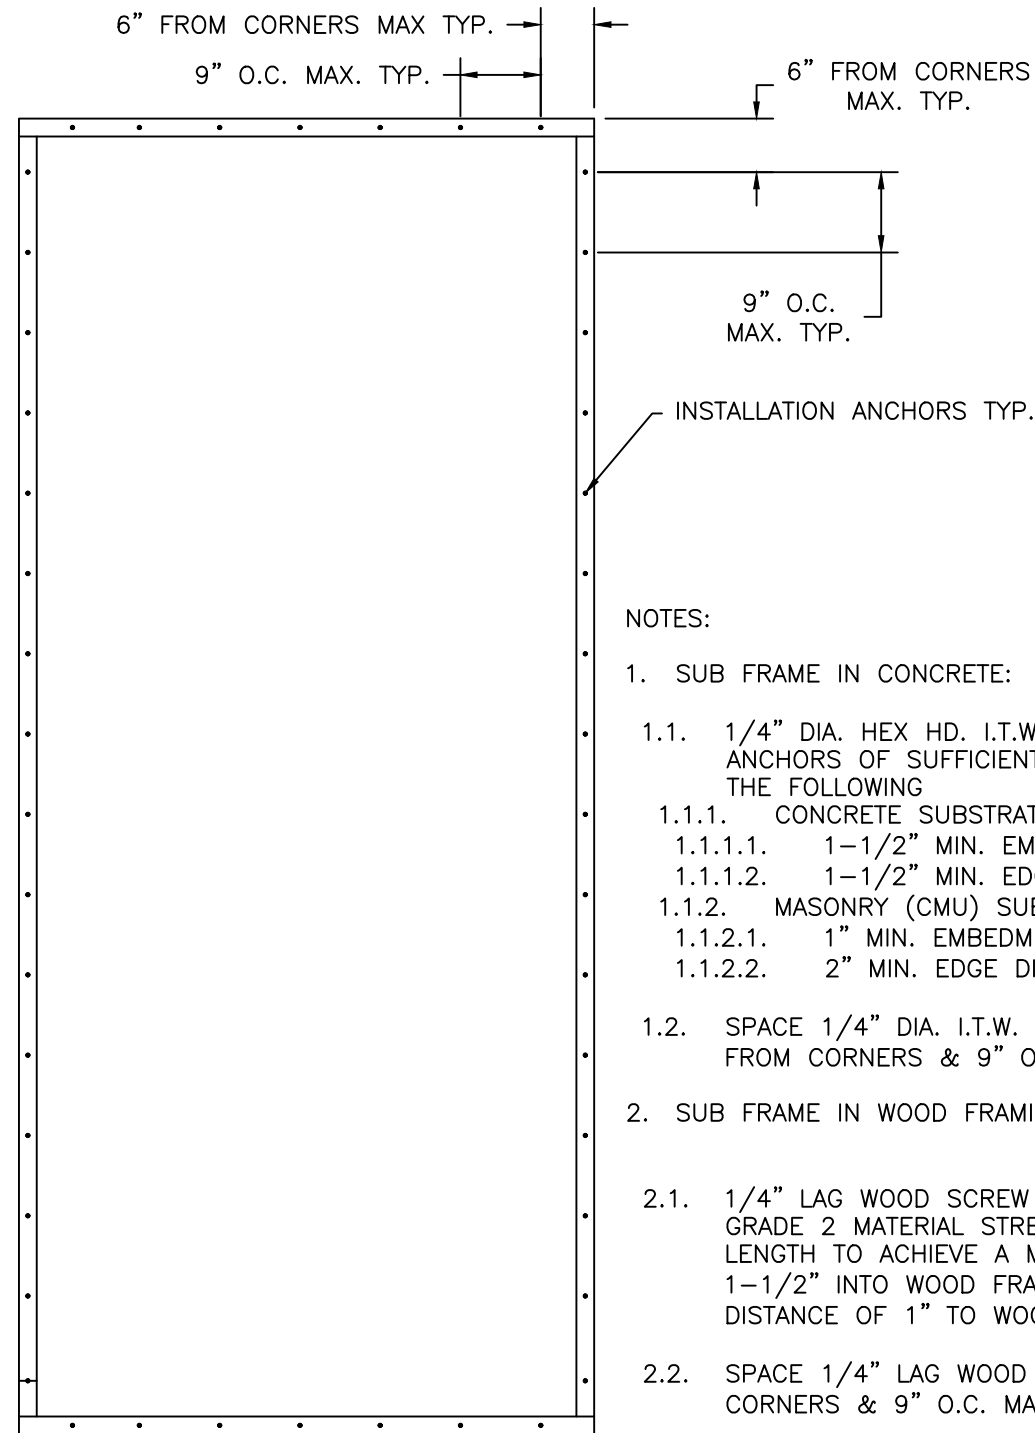 6” FROM CORNERS MAX TYP.
9” O.C. MAX. TYP.
6” FROM CORNERS
MAX. TYP.
9” O.C.
MAX. TYP.
INSTALLATION ANCHORS TYP.
NOTES:
1. SUB FRAME IN CONCRETE:
1.1. 1/4” DIA. HEX HD. I.T.W
ANCHORS OF SUFFICIENT
THE FOLLOWING
1.1.1. CONCRETE SUBSTRAT
1.1.1.1. 1–1/2” MIN. EM
1.1.1.2. 1–1/2” MIN. ED
1.1.2. MASONRY (CMU) SUB
1.1.2.1. 1” MIN. EMBEDM
1.1.2.2. 2” MIN. EDGE DI
1.2. SPACE 1/4” DIA. I.T.W.
FROM CORNERS & 9” O
2. SUB FRAME IN WOOD FRAMI
2.1. 1/4” LAG WOOD SCREW
GRADE 2 MATERIAL STRE
LENGTH TO ACHIEVE A M
1–1/2” INTO WOOD FRA
DISTANCE OF 1” TO WOO
2.2. SPACE 1/4” LAG WOOD
CORNERS & 9” O.C. MA